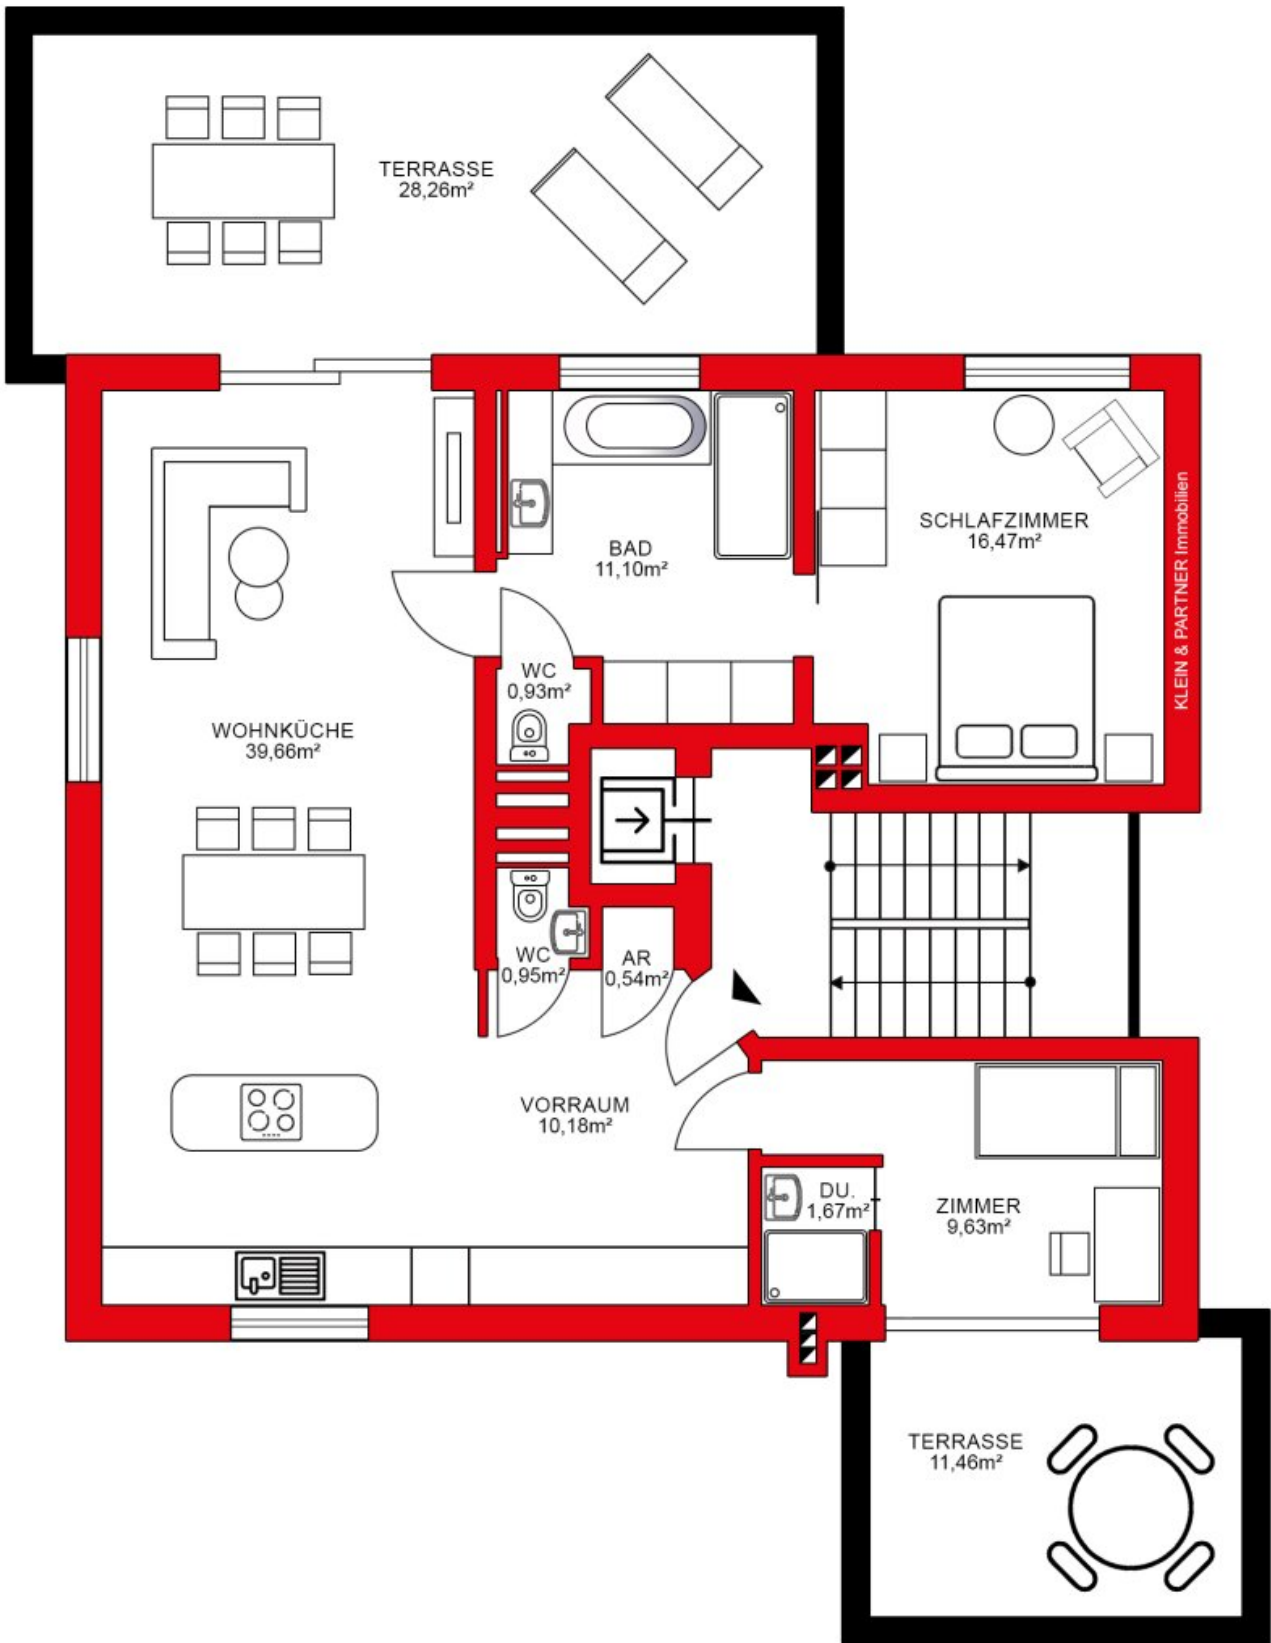 TERRASSE
28,26m²
SCHLAFZIMMER
16,47m²
KLEIN & PARTNER Immobilien
BAD
11,10m²
WC
0,93m²
WOHNKÜCHE
39,66m²
WC
0,95m²
AR
0,54m²
VORRAUM
10,18m²
DU.
1,67m²
ZIMMER
9,63m²
TERRASSE
11,46m²